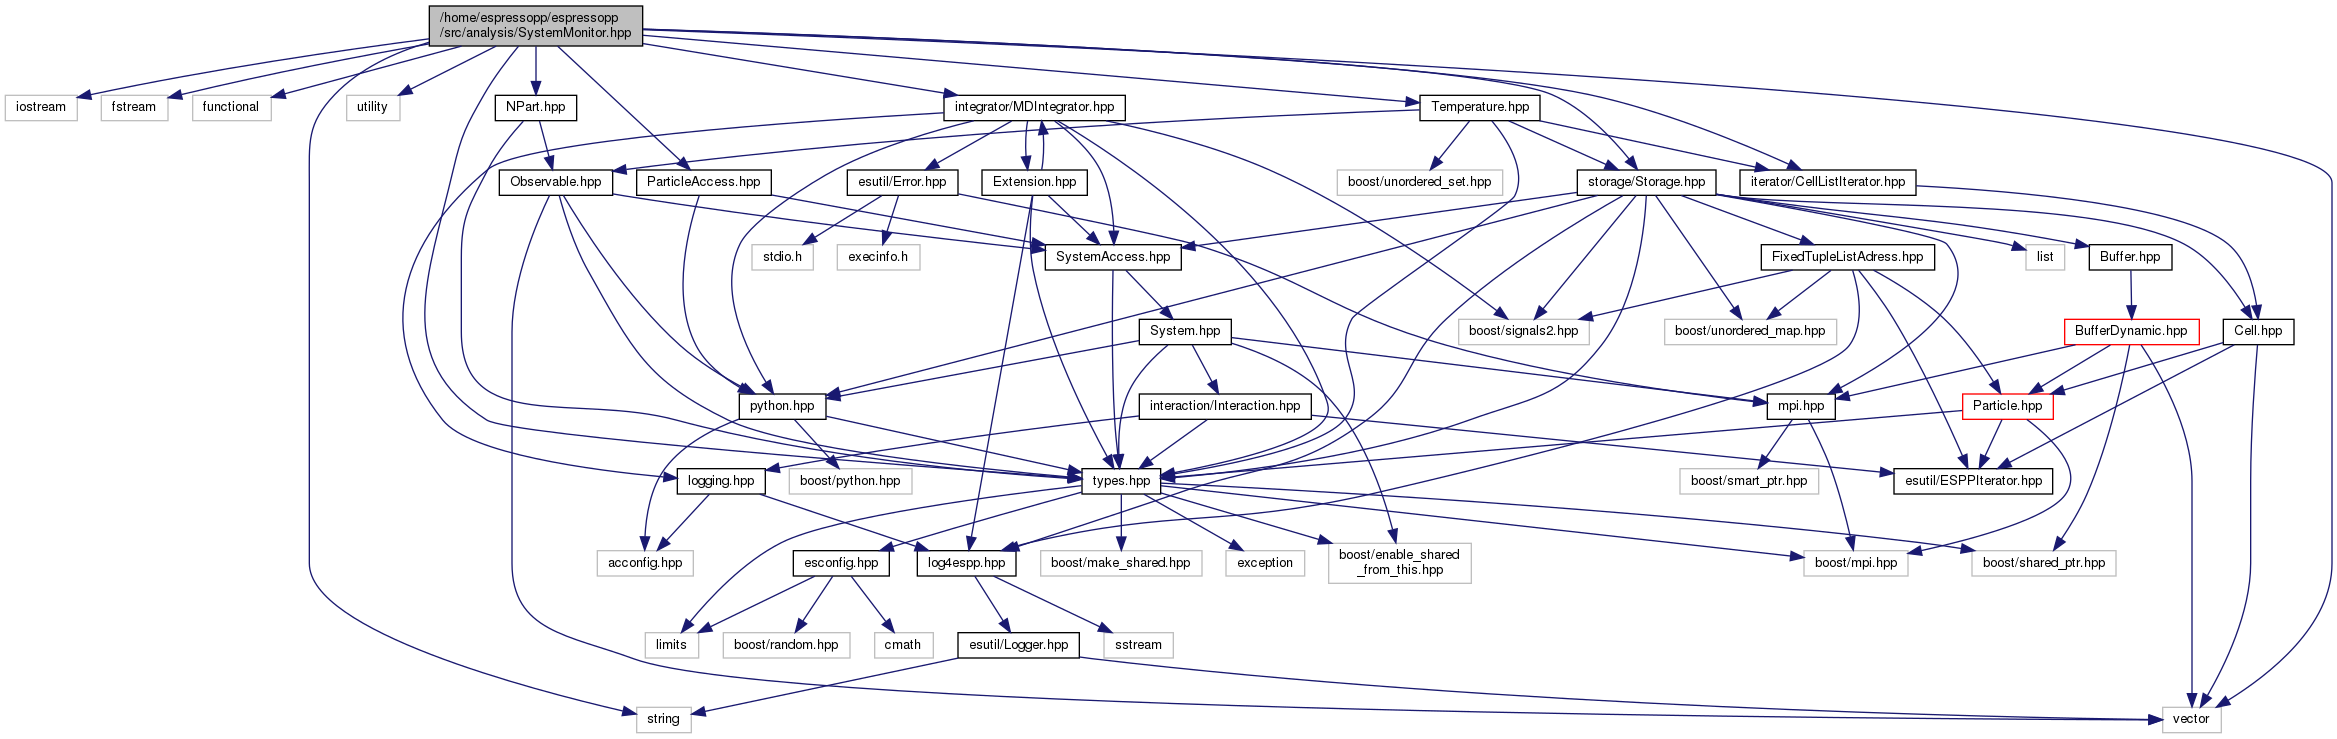 /home/espressopp/espressopp
/src/analysis/SystemMonitor.hpp
iostream
fstream
functional
utility
NPart.hpp
integrator/MDIntegrator.hpp
Temperature.hpp
Observable.hpp
ParticleAccess.hpp
esutil/Error.hpp
Extension.hpp
boost/unordered_set.hpp
storage/Storage.hpp
iterator/CellListIterator.hpp
stdio.h
execinfo.h
SystemAccess.hpp
FixedTupleListAdress.hpp
list
Buffer.hpp
System.hpp
boost/signals2.hpp
boost/unordered_map.hpp
BufferDynamic.hpp
Cell.hpp
python.hpp
interaction/Interaction.hpp
mpi.hpp
Particle.hpp
logging.hpp
boost/python.hpp
types.hpp
boost/smart_ptr.hpp
esutil/ESPPIterator.hpp
acconfig.hpp
esconfig.hpp
log4espp.hpp
boost/make_shared.hpp
exception
boost/enable_shared
_from_this.hpp
boost/mpi.hpp
boost/shared_ptr.hpp
limits
boost/random.hpp
cmath
esutil/Logger.hpp
sstream
string
vector